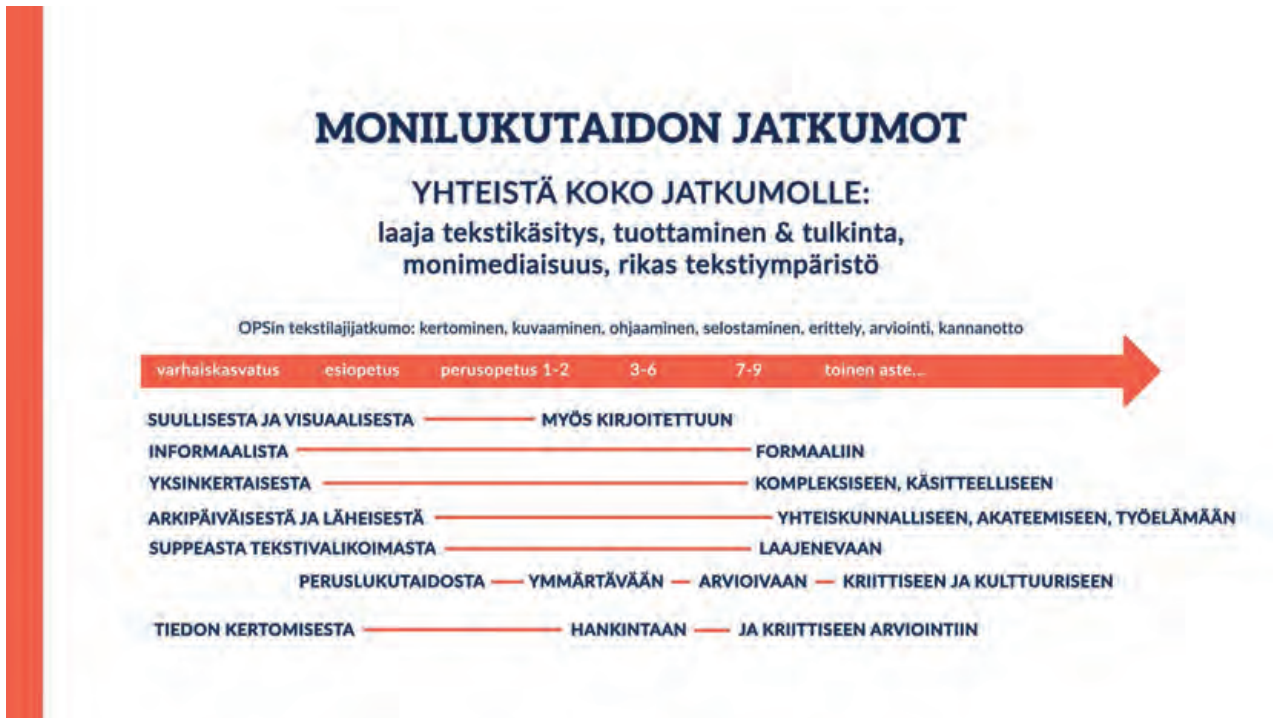 MONILUKUTAIDON JATKUMOT
YHTEISTÄ KOKO JATKUMOLLE:
laaja tekstikäsitys, tuottaminen & tulkinta,
monimediaisuus, rikas tekstiympäristö
OPSin tekstilajijatkumo: kertominen, kuvaaminen, ohjaaminen, selostaminen, erittely, arviointi, kannanotto
varhaiskasvatus esiopetus perusopetus 1-2 3-6 7-9 toinen aste...
SUULLISESTA JA VISUAALISESTA MYÖS KIRJOITETTUUN
INFORMAALISTA FORMAALIIN
YKSINKERTAISESTA KOMPLEKSISEEN, KÄSITTEELLISEEN
ARKIPÄIVÄISESTÄ JA LÄHEISESTÄ YHTEISKUNNALLISEEN, AKATEEMISEEN, TYÖELÄMÄÄN
SUPPEASTA TEKSTIVALIKOIMASTA LAAJENEVAAN
PERUSLUKUTAIDOSTA YMMÄRTÄVÄÄN ARVIOIVAAN KRIITTISEEN JA KULTTUURISEEN
TIEDON KERTOMISESTA HANKINTAAN JA KRIITTISEEN ARVIOINTIIN